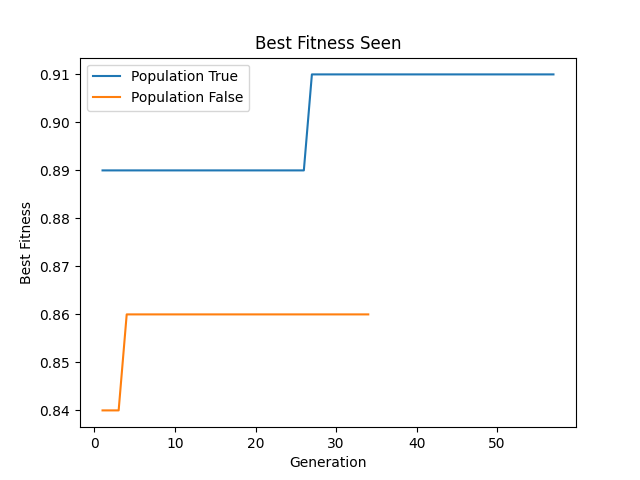 Best Fitness Seen
Population True
Population False
Best Fitness
0.91
0.90
0.89
0.88
0.87
0.86
0.85
0.84
0 10 20 30 40 50
Generation